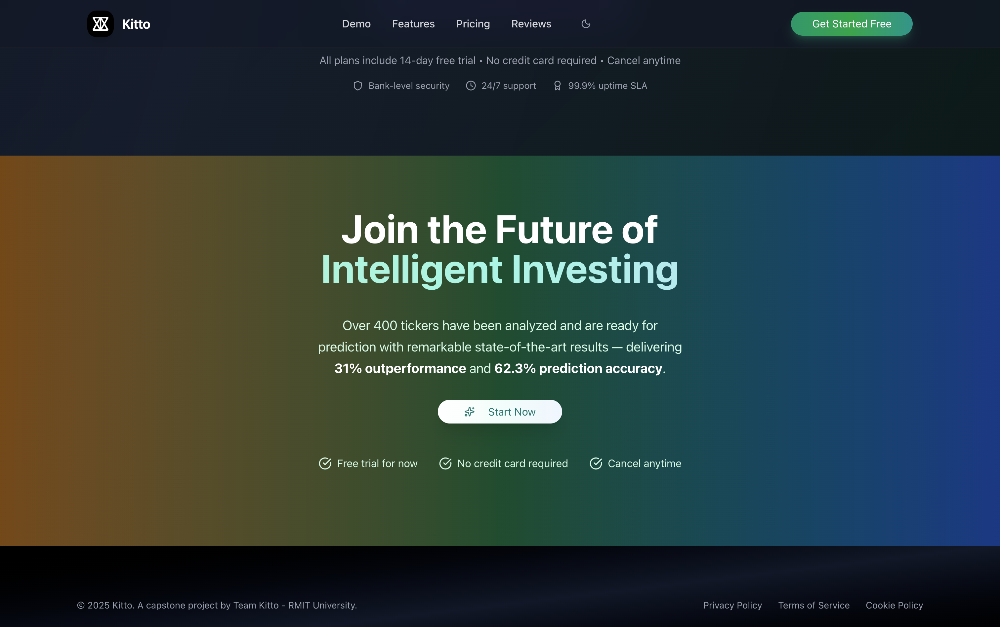 Kitto
Demo
Features
Pricing
Reviews
Get Started Free
All plans include 14-day free trial • No credit card required • Cancel anytime
Bank-level security
24/7 support
99.9% uptime SLA
Join the Future of
Intelligent Investing
Over 400 tickers have been analyzed and are ready for
prediction with remarkable state-of-the-art results — delivering
31% outperformance and 62.3% prediction accuracy.
Start Now
Free trial for now
No credit card required
Cancel anytime
© 2025 Kitto. A capstone project by Team Kitto - RMIT University.
Privacy Policy
Terms of Service
Cookie Policy